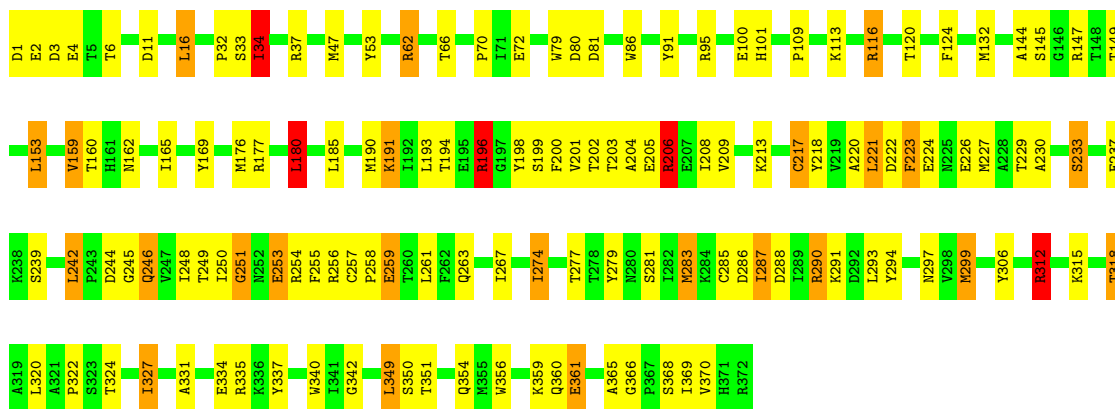 D1 E2 D3 E4 T5 T6 D11 L16 P32 S33 I34 R37 M47 Y53 R62 T66 P70 I71 E72 W79 D80 D81 W86 Y91 R95 E100 H101 P109 K113 R116 T120 F124 M132 A144 S145 G146 R147 T148 T149
L153 V159 T160 H161 N162 I165 Y169 M176 R177 L180 L185 M190 K191 I192 L193 T194 E195 R196 G197 Y198 S199 F200 V201 T202 T203 A204 E205 R206 E207 I208 V209 K213 C217 Y218 V219 A220 L221 D222 F223 E224 N225 E226 M227 A228 T229 A230 S233 E237
K238 S239 L242 P243 D244 G245 Q246 V247 I248 T249 I250 G251 N252 E253 R254 F255 R256 C257 P258 E259 T260 L261 F262 Q263 I267 I274 T277 T278 Y279 N280 S281 I282 M283 K284 C285 D286 I287 D288 I289 R290 K291 D292 L293 Y294 N297 V298 M299 Y306 R312 K315 T318
A319 L320 A321 P322 S323 T324 I327 A331 E334 R335 K336 Y337 W340 I341 G342 L349 S350 T351 Q354 M355 W356 K359 Q360 E361 A365 G366 P367 S368 I369 V370 H371 R372